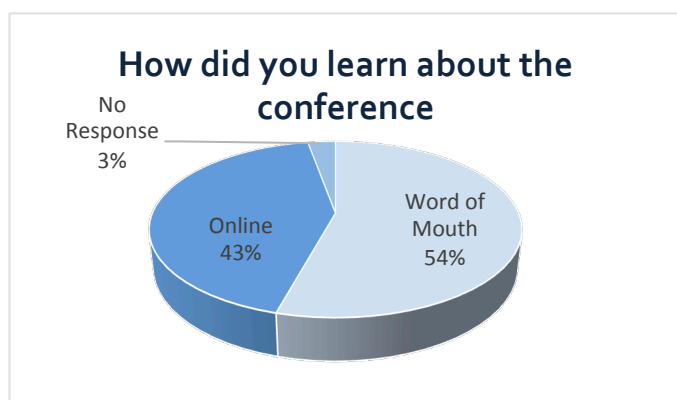 How did you learn about the
conference
No
Response
3%
Online
43%
Word of
Mouth
54%